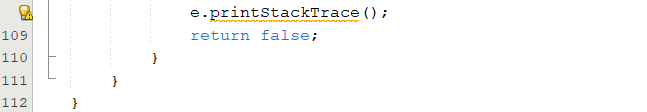 e.printStackTrace();
109 return false;
110 }
111 }
112 }